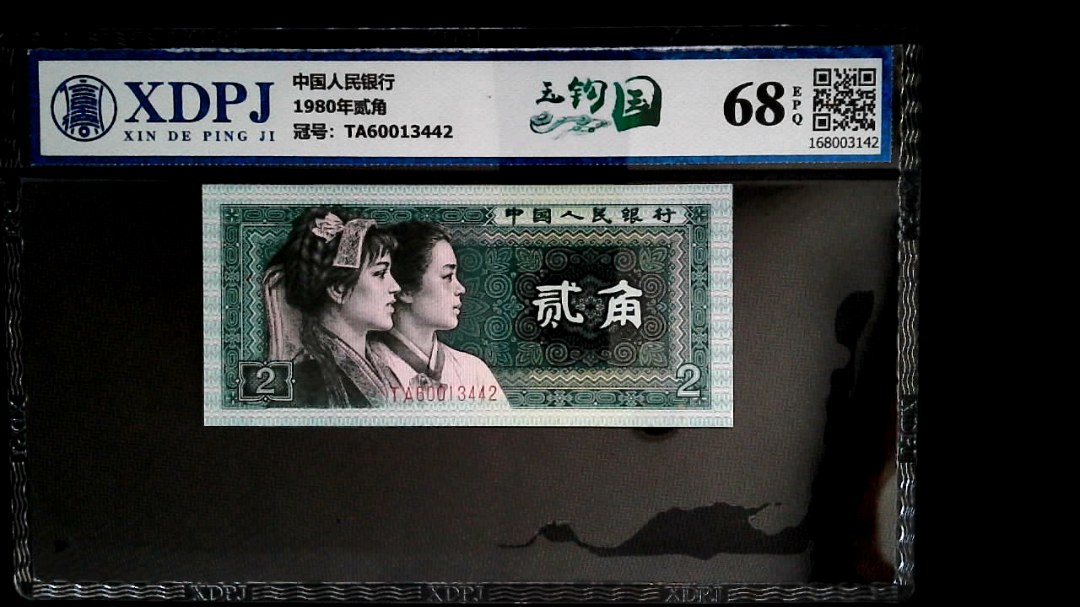 XDPJ
XIN DE PING JI
中国人民银行
1980年贰角
冠号：TA60013442
玉钩国
68
EPQ
168003142
中国人民银行
贰角
2
TA60013442
2
XDPJ
XDPJ
XDPJ